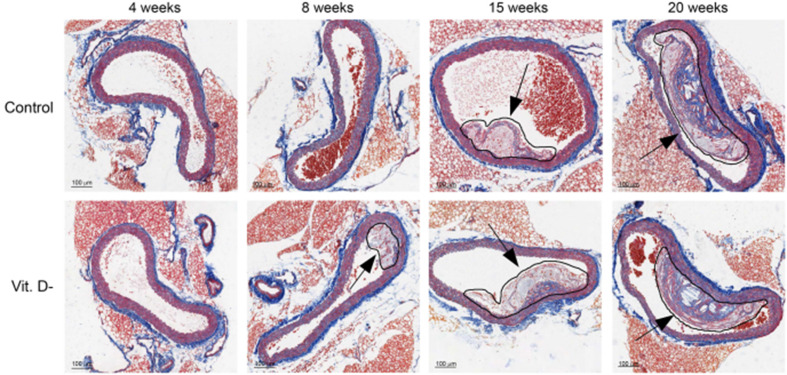 4 weeks 8 weeks 15 weeks 20 weeks
Control
100 µm 100 µm 100 µm 100 µm
Vit. D-
100 µm 100 µm 100 µm